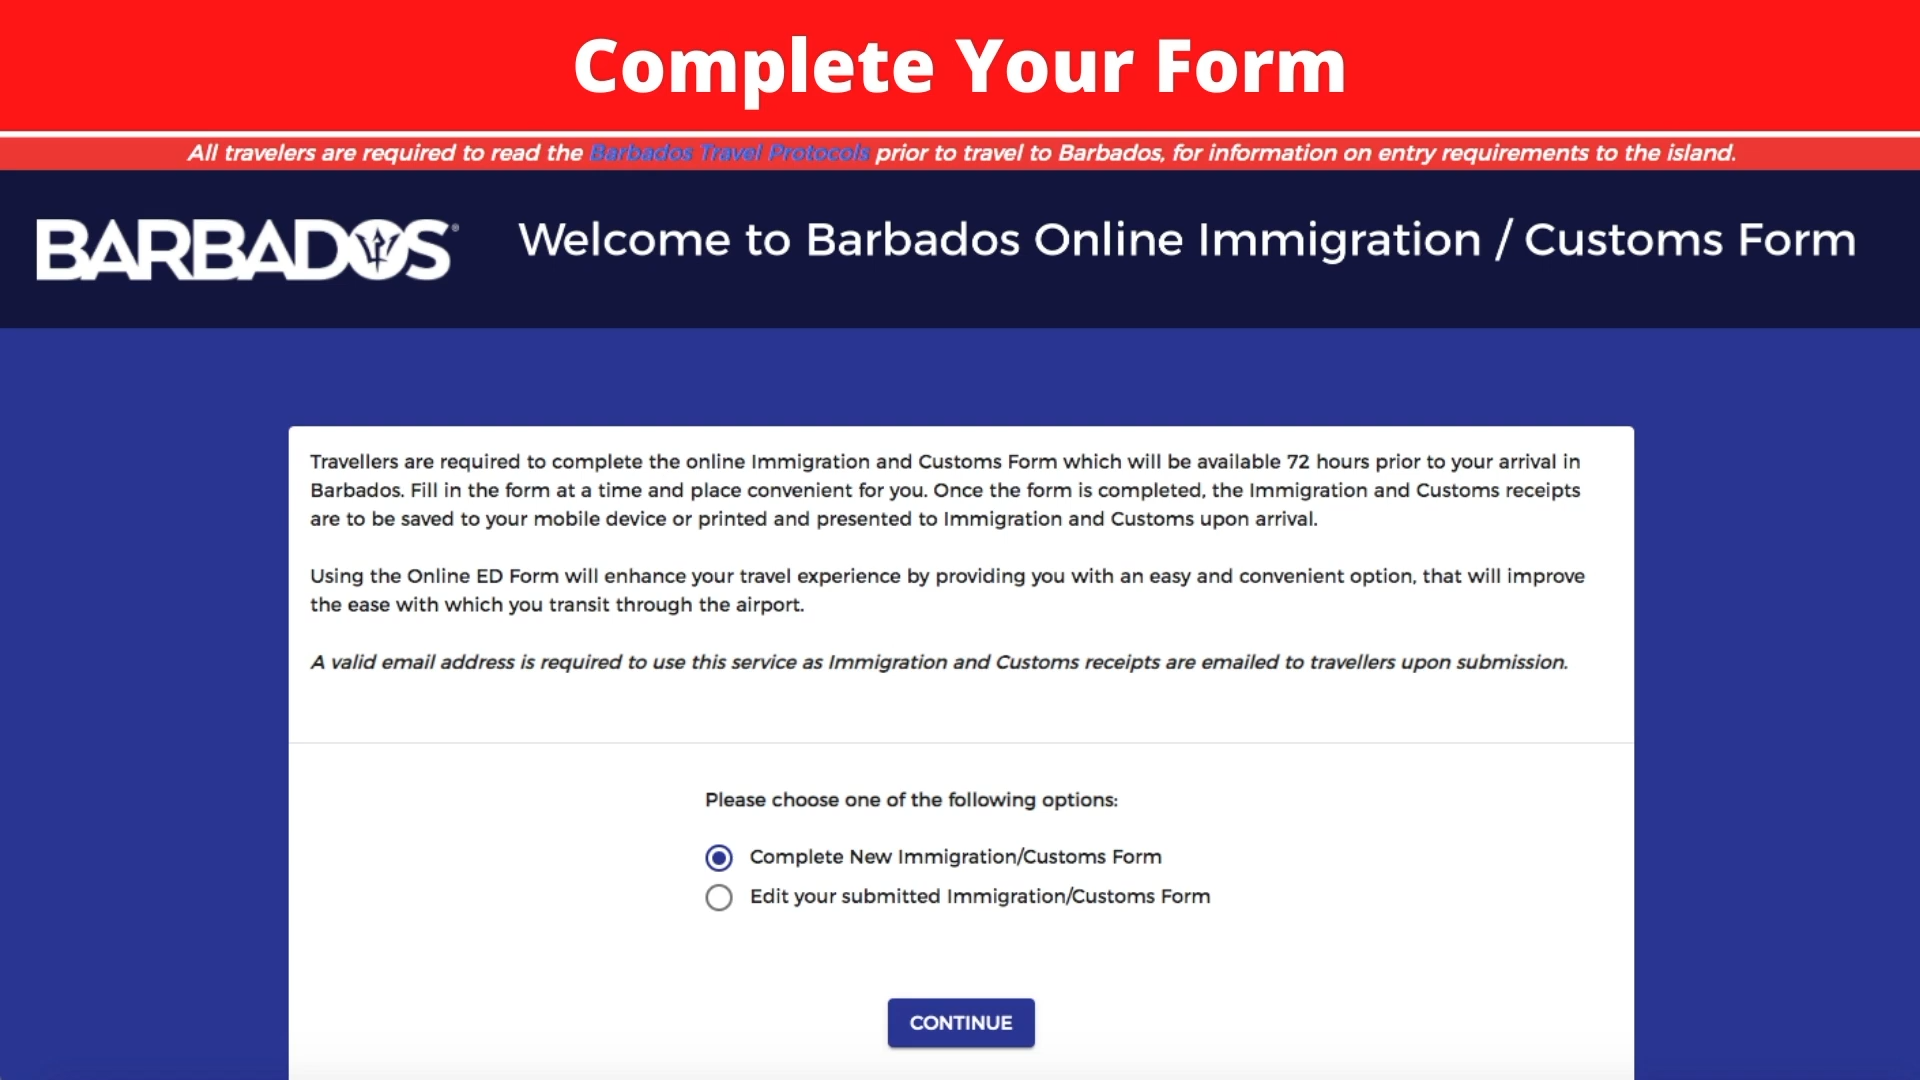 Complete Your Form
All travelers are required to read the Barbados Travel Protocols prior to travel to Barbados, for information on entry requirements to the island.
BARBADOS®
Welcome to Barbados Online Immigration / Customs Form
Travellers are required to complete the online Immigration and Customs Form which will be available 72 hours prior to your arrival in
Barbados. Fill in the form at a time and place convenient for you. Once the form is completed, the Immigration and Customs receipts
are to be saved to your mobile device or printed and presented to Immigration and Customs upon arrival.
Using the Online ED Form will enhance your travel experience by providing you with an easy and convenient option, that will improve
the ease with which you transit through the airport.
A valid email address is required to use this service as Immigration and Customs receipts are emailed to travellers upon submission.
Please choose one of the following options:
Complete New Immigration/Customs Form
Edit your submitted Immigration/Customs Form
CONTINUE